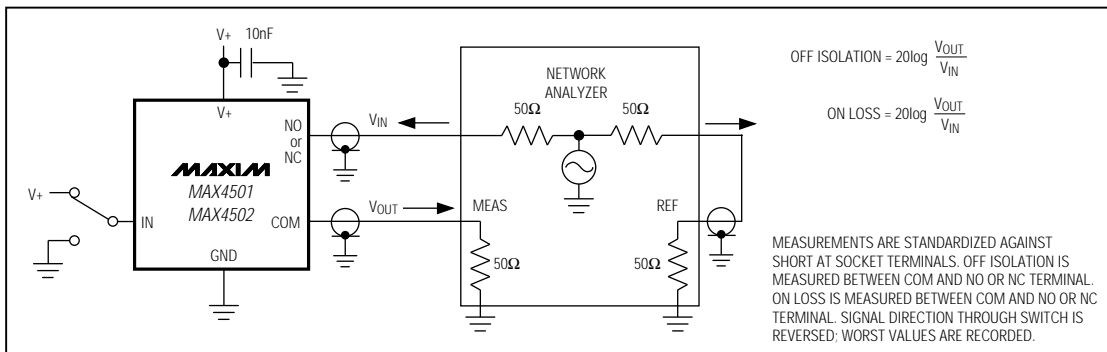 V+
10nF
V+
NO
or
NC
MAXIM
MAX4501
MAX4502
V+
IN
COM
GND
VIN
VOUT
NETWORK
ANALYZER
50Ω
50Ω
MEAS
REF
50Ω
50Ω
OFF ISOLATION = 20log VOUT
VIN
ON LOSS = 20log VOUT
VIN
MEASUREMENTS ARE STANDARDIZED AGAINST
SHORT AT SOCKET TERMINALS. OFF ISOLATION IS
MEASURED BETWEEN COM AND NO OR NC TERMINAL.
ON LOSS IS MEASURED BETWEEN COM AND NO OR NC
TERMINAL. SIGNAL DIRECTION THROUGH SWITCH IS
REVERSED; WORST VALUES ARE RECORDED.